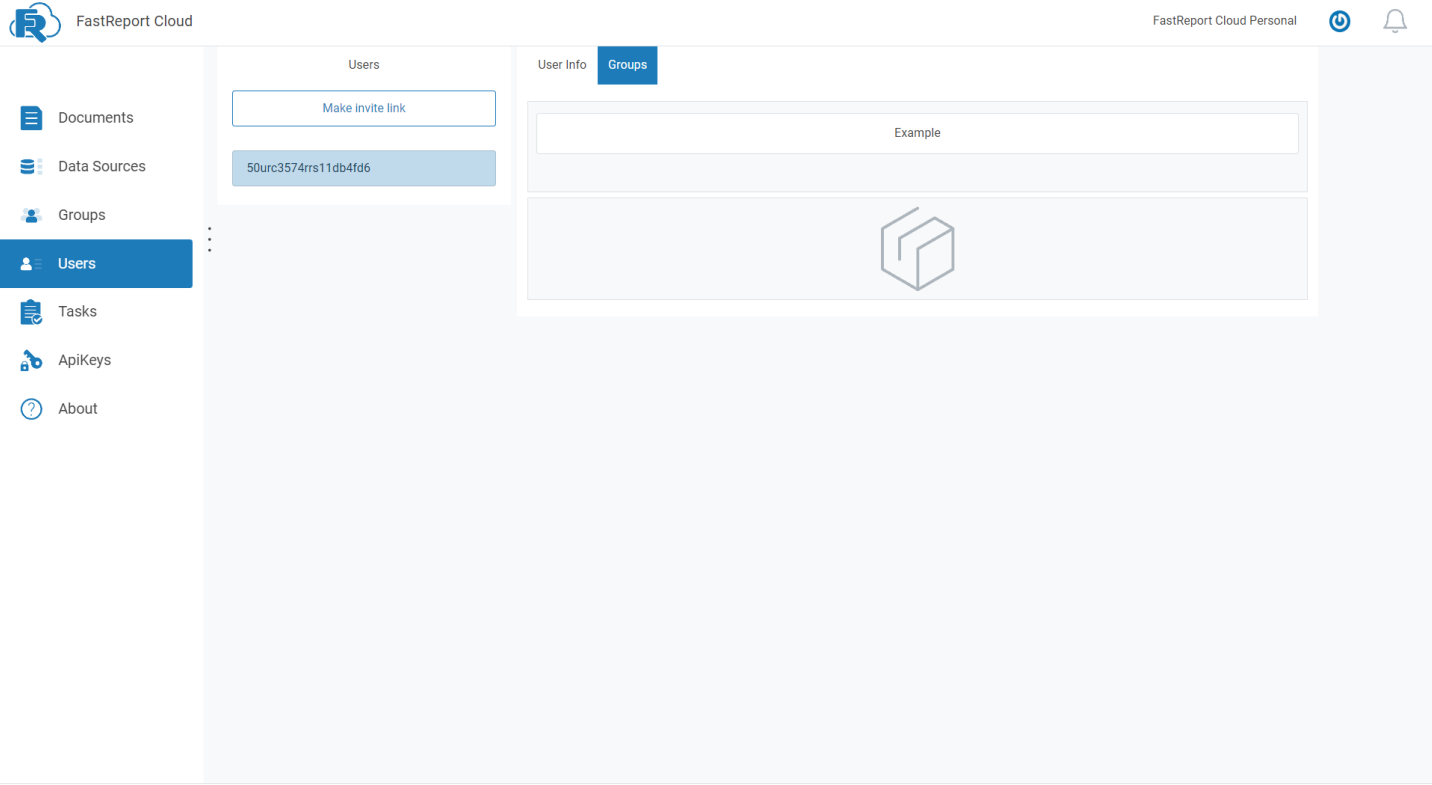 FastReport Cloud
FastReport Cloud Personal
Documents
Data Sources
Groups
Users
Tasks
ApiKeys
About
Users
Make invite link
50urc3574rrs11db4fd6
User Info
Groups
Example